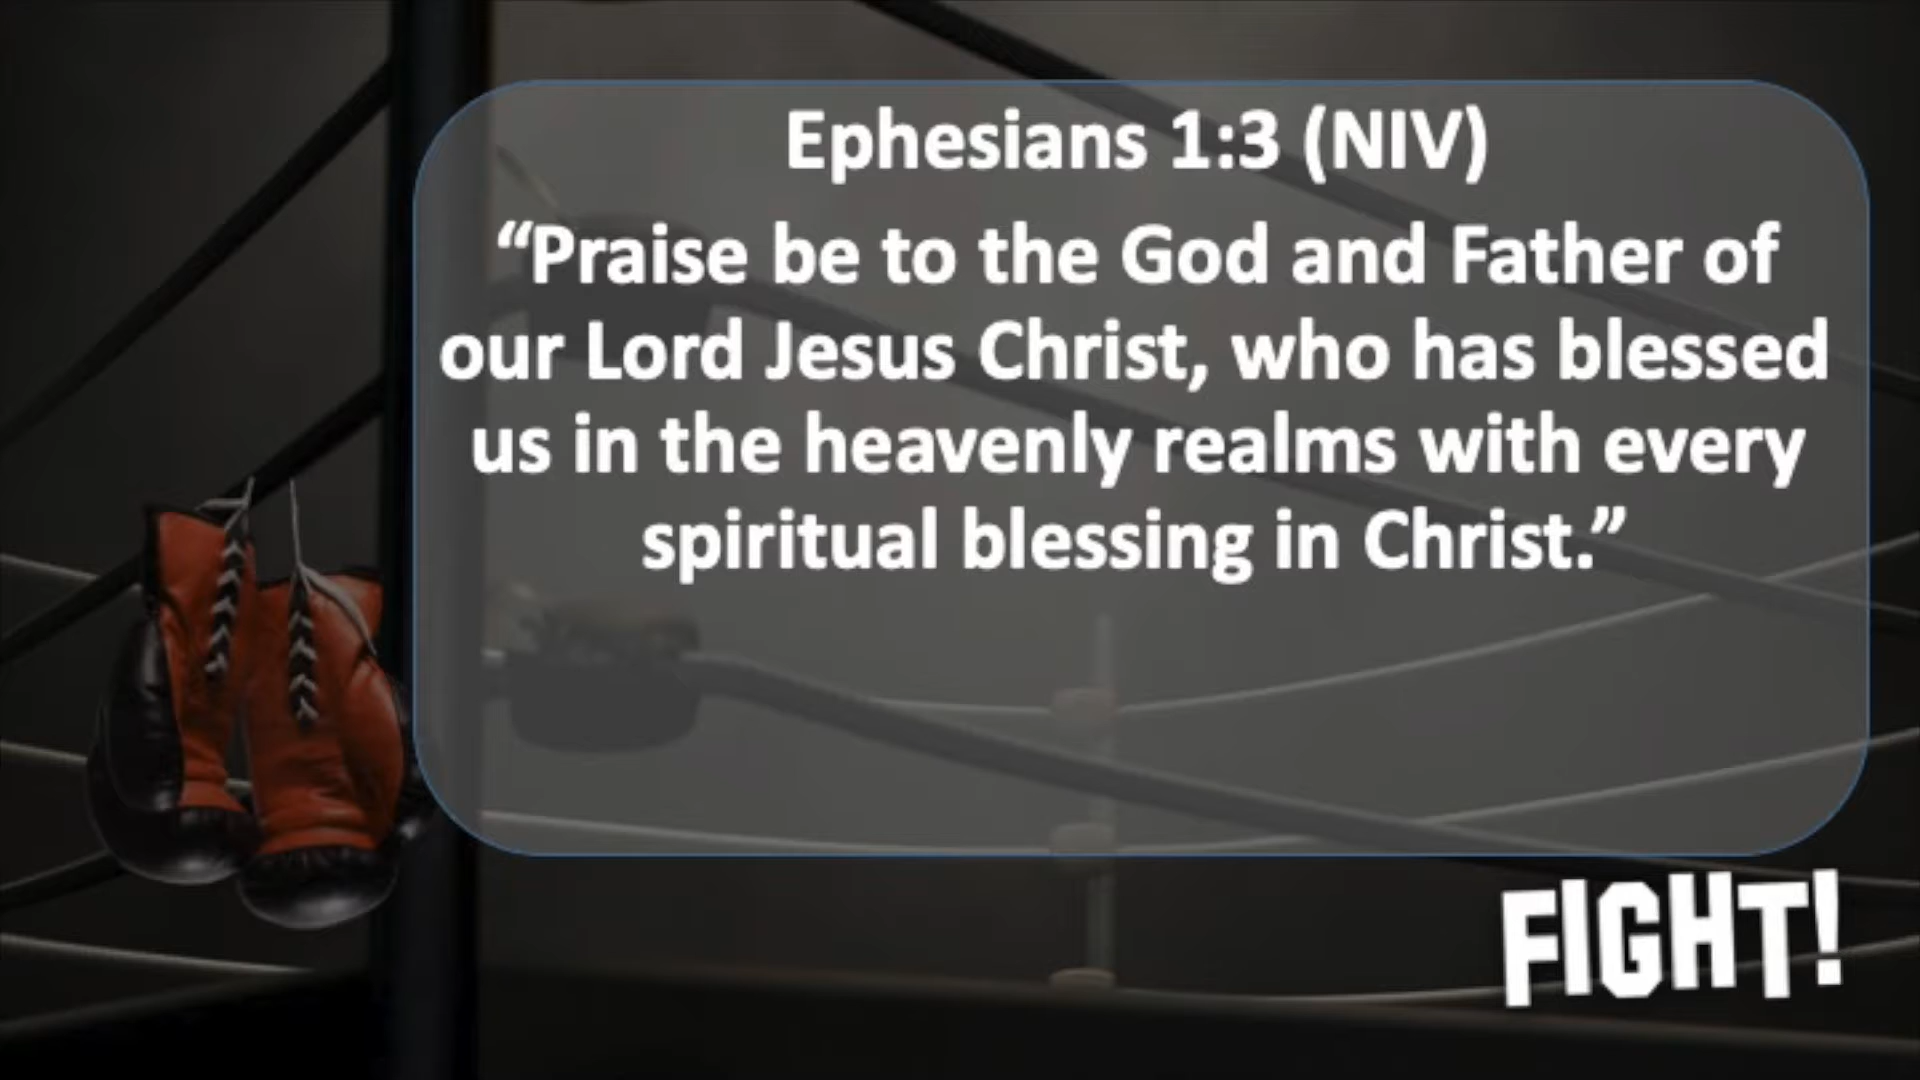 Ephesians 1:3 (NIV)
“Praise be to the God and Father of
our Lord Jesus Christ, who has blessed
us in the heavenly realms with every
spiritual blessing in Christ.”
FIGHT!